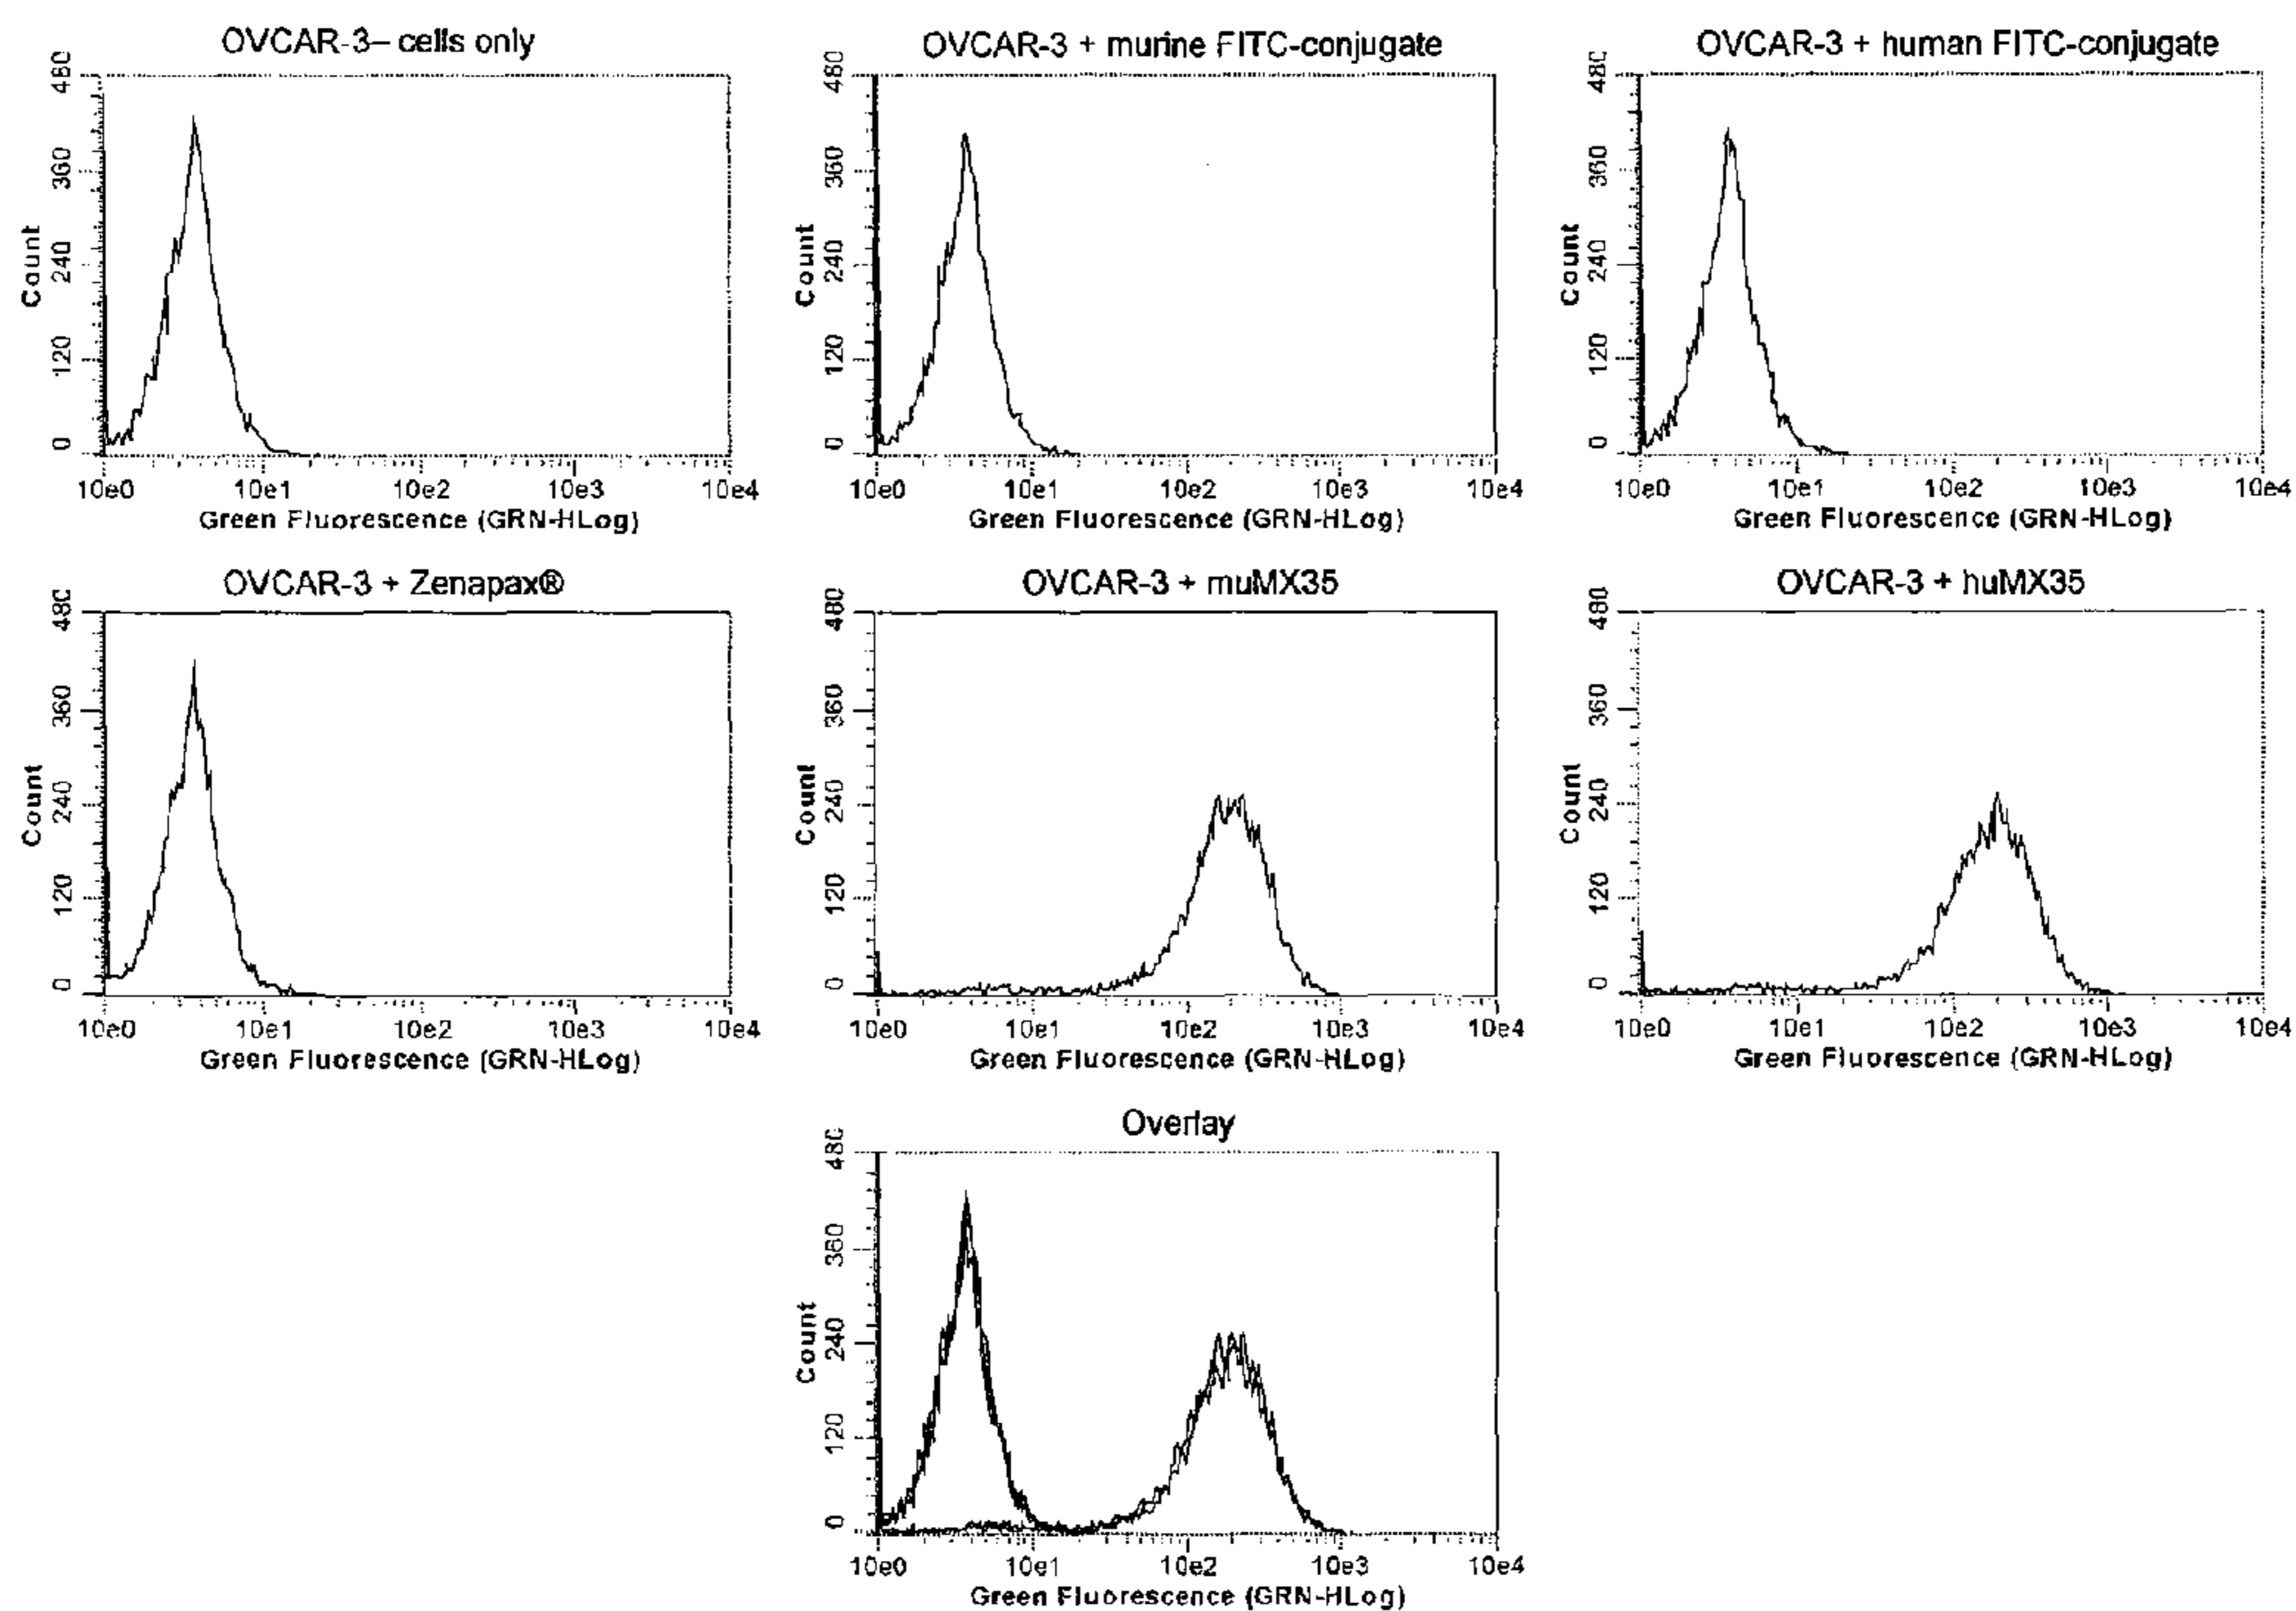 OVCAR-3– cells only
480
360
240
120
0
Count
10e0 10e1 10e2 10e3 10e4
Green Fluorescence (GRN-HLog)
OVCAR-3 + murine FITC-conjugate
480
360
240
120
0
Count
10e0 10e1 10e2 10e3 10e4
Green Fluorescence (GRN-HLog)
OVCAR-3 + human FITC-conjugate
480
360
240
120
0
Count
10e0 10e1 10e2 10e3 10e4
Green Fluorescence (GRN-HLog)
OVCAR-3 + Zenapax®
480
360
240
120
0
Count
10e0 10e1 10e2 10e3 10e4
Green Fluorescence (GRN-HLog)
OVCAR-3 + muMX35
480
360
240
120
0
Count
10e0 10e1 10e2 10e3 10e4
Green Fluorescence (GRN-HLog)
OVCAR-3 + huMX35
480
360
240
120
0
Count
10e0 10e1 10e2 10e3 10e4
Green Fluorescence (GRN-HLog)
Overlay
480
360
240
120
0
Count
10e0 10e1 10e2 10e3 10e4
Green Fluorescence (GRN-HLog)